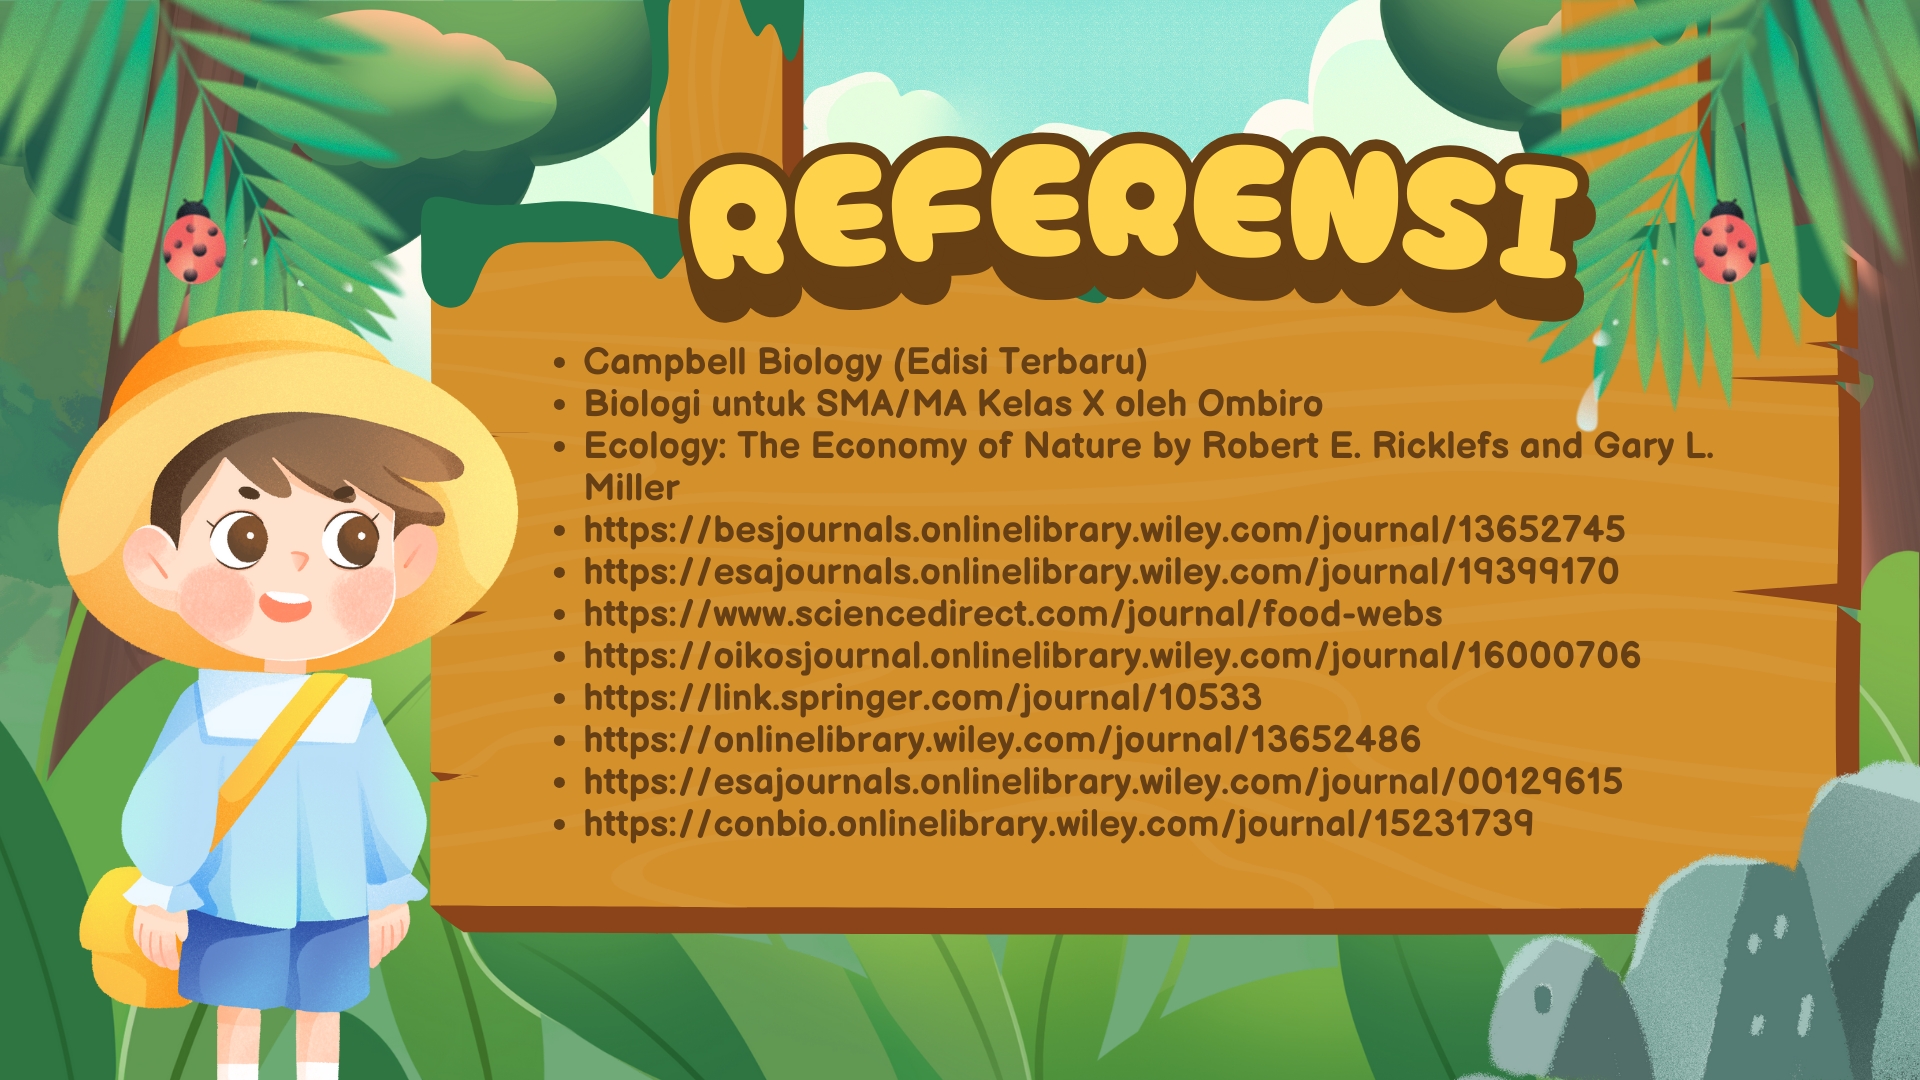 REFERENSI
• Campbell Biology (Edisi Terbaru)
• Biologi untuk SMA/MA Kelas X oleh Ombiro
• Ecology: The Economy of Nature by Robert E. Ricklefs and Gary L.
Miller
• https://besjournals.onlinelibrary.wiley.com/journal/13652745
• https://esajournals.onlinelibrary.wiley.com/journal/19399170
• https://www.sciencedirect.com/journal/food-webs
• https://oikosjournal.onlinelibrary.wiley.com/journal/16000706
• https://link.springer.com/journal/10533
• https://onlinelibrary.wiley.com/journal/13652486
• https://esajournals.onlinelibrary.wiley.com/journal/00129615
• https://conbio.onlinelibrary.wiley.com/journal/15231739